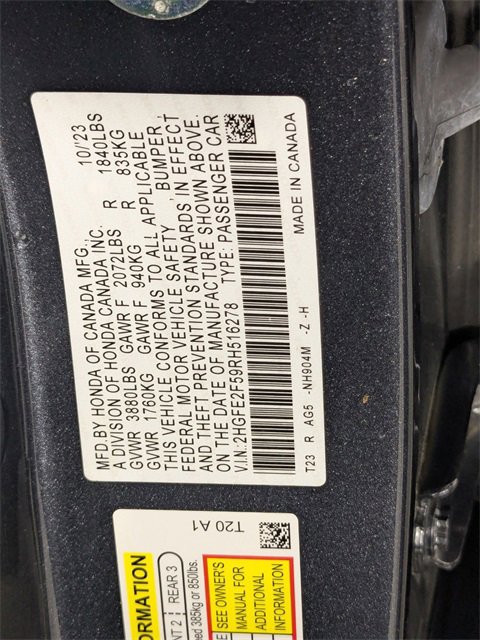 MFD.BY HONDA OF CANADA MFG., 10/'23
A DIVISION OF HONDA CANADA INC.
GVWR 3880LBS GAWR F 2072LBS R 1840LBS
GVWR 1760KG GAWR F 940KG R 835KG
THIS VEHICLE CONFORMS TO ALL APPLICABLE
FEDERAL MOTOR VEHICLE SAFETY , BUMPER ,
AND THEFT PREVENTION STANDARDS IN EFFECT
ON THE DATE OF MANUFACTURE SHOWN ABOVE.
V.I.N.:2HGFE2F59RH516278 TYPE: PASSENGER CAR
MADE IN CANADA
T23 R AG5 -NH904M -Z -H
T20 A1
ORMATION
NT 2 REAR 3
385kg or 850lbs.
SEE OWNER'S
MANUAL FOR
ADDITIONAL
INFORMATION